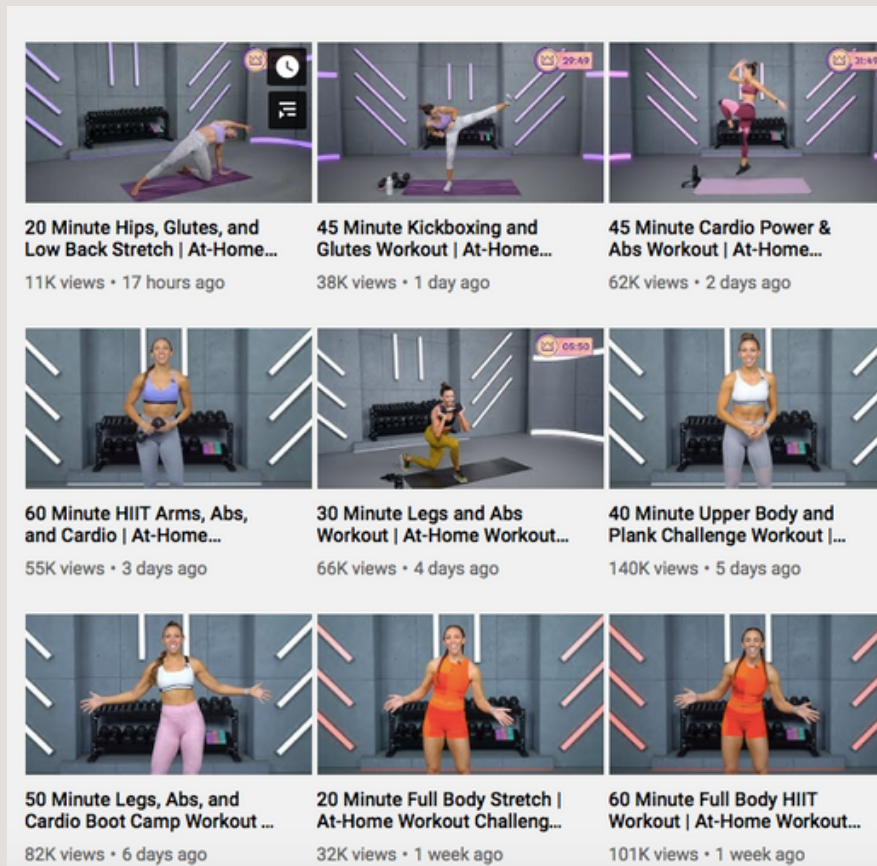 29:49
31:49
20 Minute Hips, Glutes, and
Low Back Stretch | At-Home...
11K views • 17 hours ago
45 Minute Kickboxing and
Glutes Workout | At-Home...
38K views • 1 day ago
45 Minute Cardio Power &
Abs Workout | At-Home...
62K views • 2 days ago
05:50
60 Minute HIIT Arms, Abs,
and Cardio | At-Home...
55K views • 3 days ago
30 Minute Legs and Abs
Workout | At-Home Workout...
66K views • 4 days ago
40 Minute Upper Body and
Plank Challenge Workout |...
140K views • 5 days ago
50 Minute Legs, Abs, and
Cardio Boot Camp Workout ...
82K views • 6 days ago
20 Minute Full Body Stretch |
At-Home Workout Challeng...
32K views • 1 week ago
60 Minute Full Body HIIT
Workout | At-Home Workout...
101K views • 1 week ago